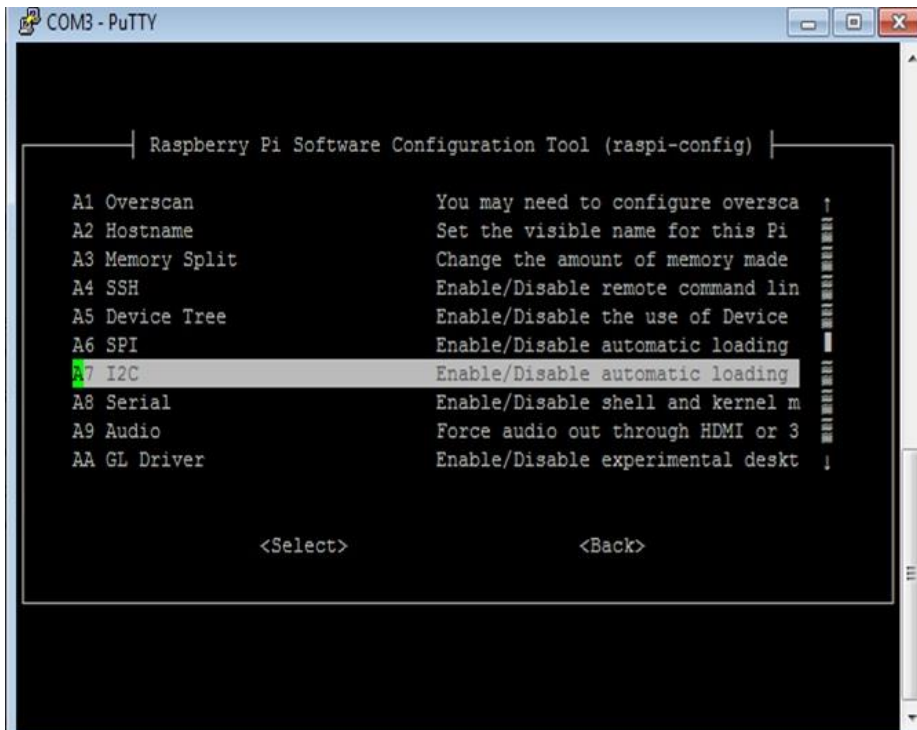 COM3 - PuTTY
Raspberry Pi Software Configuration Tool (raspi-config)
A1 Overscan You may need to configure oversca
A2 Hostname Set the visible name for this Pi
A3 Memory Split Change the amount of memory made
A4 SSH Enable/Disable remote command lin
A5 Device Tree Enable/Disable the use of Device
A6 SPI Enable/Disable automatic loading
A7 I2C Enable/Disable automatic loading
A8 Serial Enable/Disable shell and kernel m
A9 Audio Force audio out through HDMI or 3
AA GL Driver Enable/Disable experimental deskt
<Select> <Back>